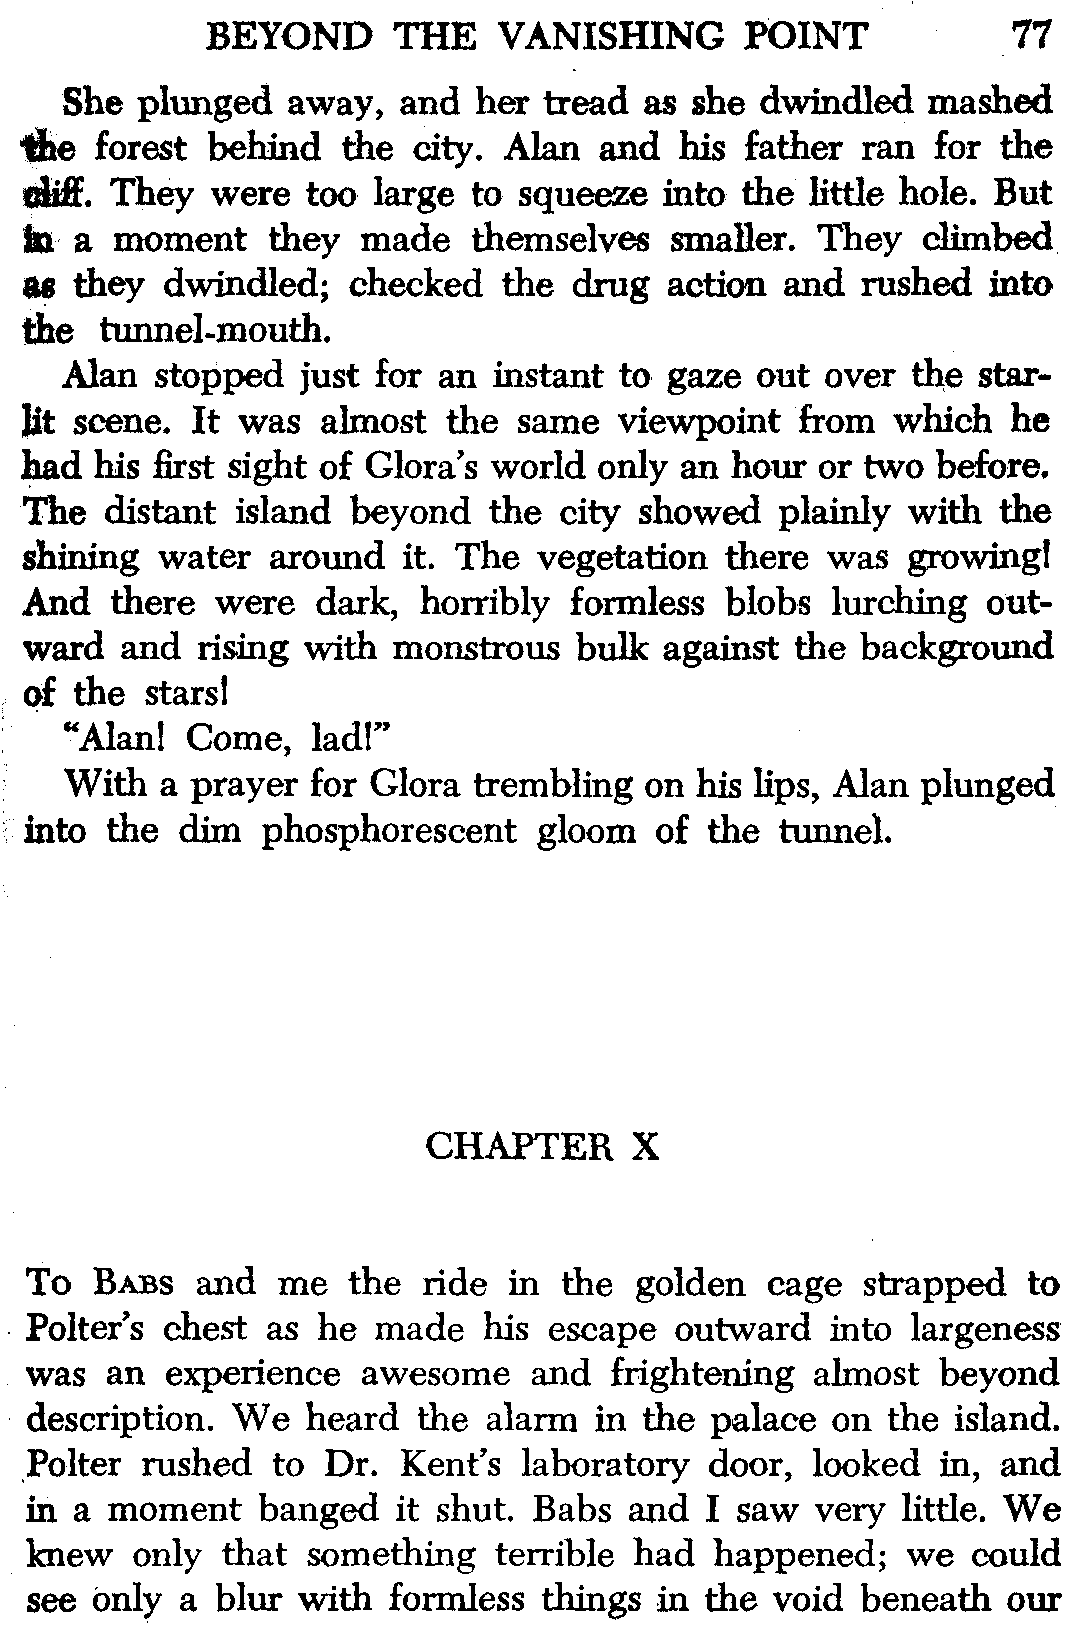 BEYOND THE VANISHING POINT 77
She plunged away, and her tread as she dwindled mashed
the forest behind the city. Alan and his father ran for the
cliff. They were too large to squeeze into the little hole. But
in a moment they made themselves smaller. They climbed
as they dwindled; checked the drug action and rushed into
the tunnel-mouth.
Alan stopped just for an instant to gaze out over the star-
lit scene. It was almost the same viewpoint from which he
had his first sight of Glora's world only an hour or two before.
The distant island beyond the city showed plainly with the
shining water around it. The vegetation there was growing!
And there were dark, horribly formless blobs lurching out-
ward and rising with monstrous bulk against the background
of the stars!
"Alan! Come, lad!"
With a prayer for Glora trembling on his lips, Alan plunged
into the dim phosphorescent gloom of the tunnel.
CHAPTER X
To Babs and me the ride in the golden cage strapped to
Polter's chest as he made his escape outward into largeness
was an experience awesome and frightening almost beyond
description. We heard the alarm in the palace on the island.
Polter rushed to Dr. Kent's laboratory door, looked in, and
in a moment banged it shut. Babs and I saw very little. We
knew only that something terrible had happened; we could
see only a blur with formless things in the void beneath our